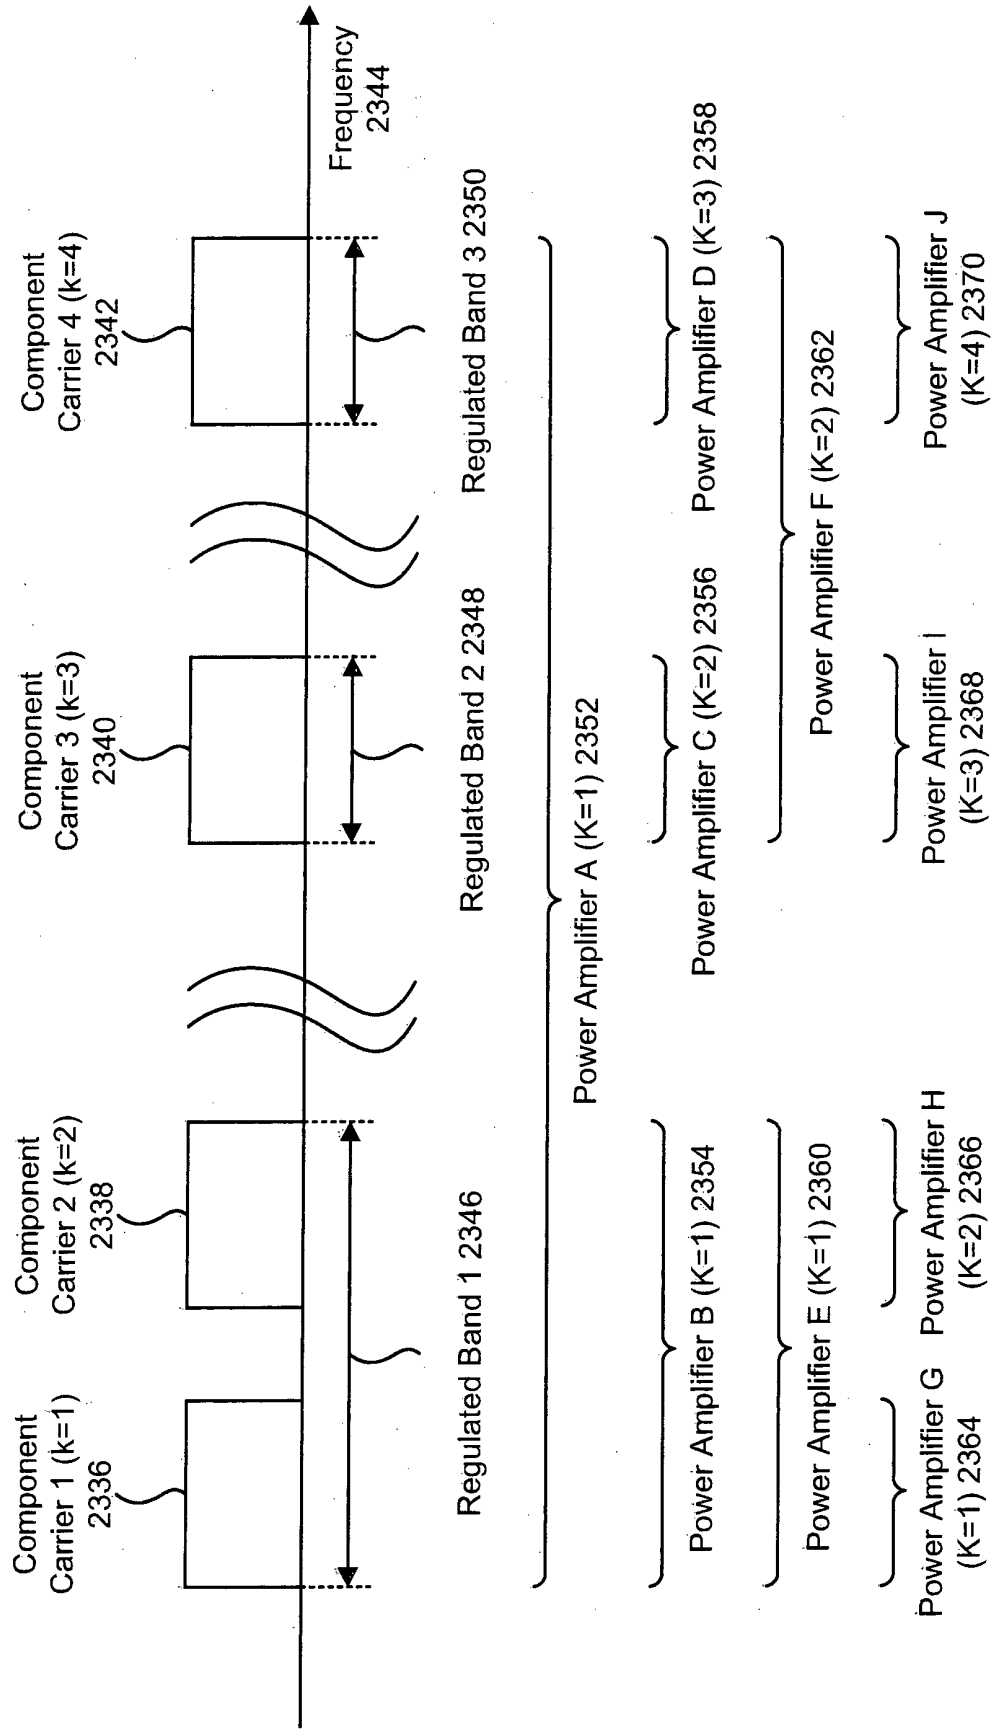 Component
Carrier 1 (k=1)
2336
Component
Carrier 2 (k=2)
2338
Component
Carrier 3 (k=3)
2340
Component
Carrier 4 (k=4)
2342
Frequency
2344
Regulated Band 1 2346
Regulated Band 2 2348
Regulated Band 3 2350
Power Amplifier A (K=1) 2352
Power Amplifier B (K=1) 2354
Power Amplifier C (K=2) 2356
Power Amplifier D (K=3) 2358
Power Amplifier E (K=1) 2360
Power Amplifier F (K=2) 2362
Power Amplifier G
(K=1) 2364
Power Amplifier H
(K=2) 2366
Power Amplifier I
(K=3) 2368
Power Amplifier J
(K=4) 2370